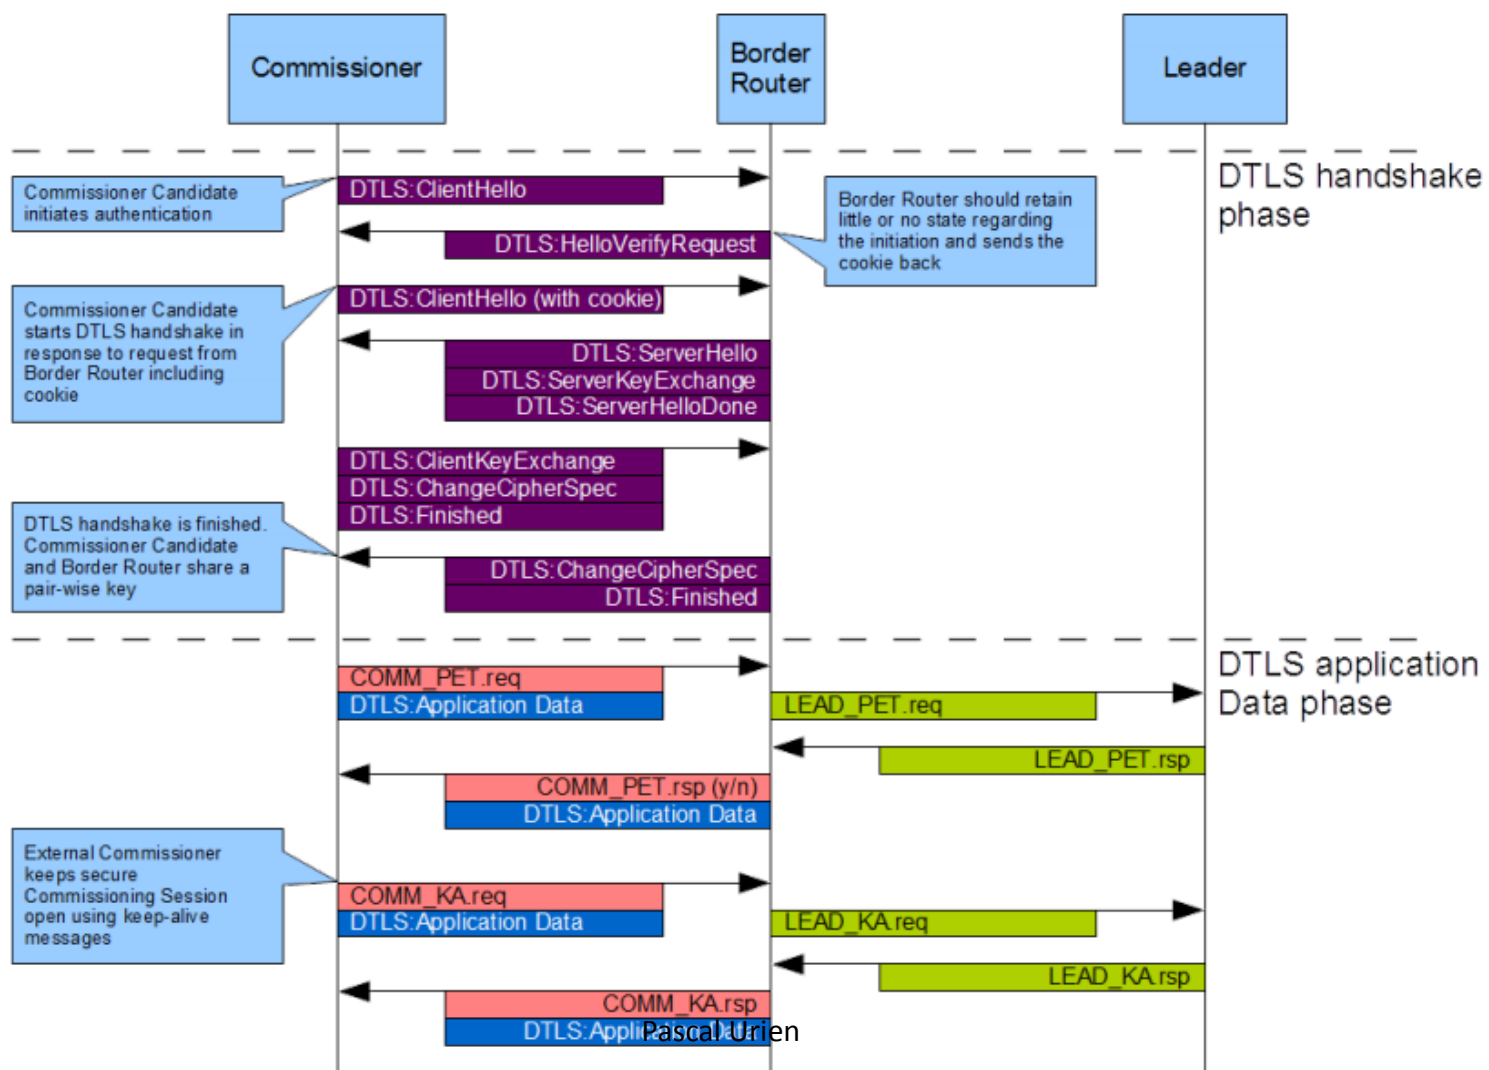 Commissioner
Border
Router
Leader
DTLS handshake
phase
Commissioner Candidate
initiates authentication
DTLS:ClientHello
Border Router should retain
little or no state regarding
the initiation and sends the
cookie back
DTLS:HelloVerifyRequest
Commissioner Candidate
starts DTLS handshake in
response to request from
Border Router including
cookie
DTLS:ClientHello (with cookie)
DTLS:ServerHello
DTLS:ServerKeyExchange
DTLS:ServerHelloDone
DTLS:ClientKeyExchange
DTLS:ChangeCipherSpec
DTLS:Finished
DTLS handshake is finished.
Commissioner Candidate
and Border Router share a
pair-wise key
DTLS:ChangeCipherSpec
DTLS:Finished
DTLS application
Data phase
COMM_PET.req
DTLS:Application Data
LEAD_PET.req
LEAD_PET.rsp
COMM_PET.rsp (y/n)
DTLS:Application Data
External Commissioner
keeps secure
Commissioning Session
open using keep-alive
messages
COMM_KA.req
DTLS:Application Data
LEAD_KA.req
LEAD_KA.rsp
COMM_KA.rsp
DTLS:Application Data
Pascal Urien